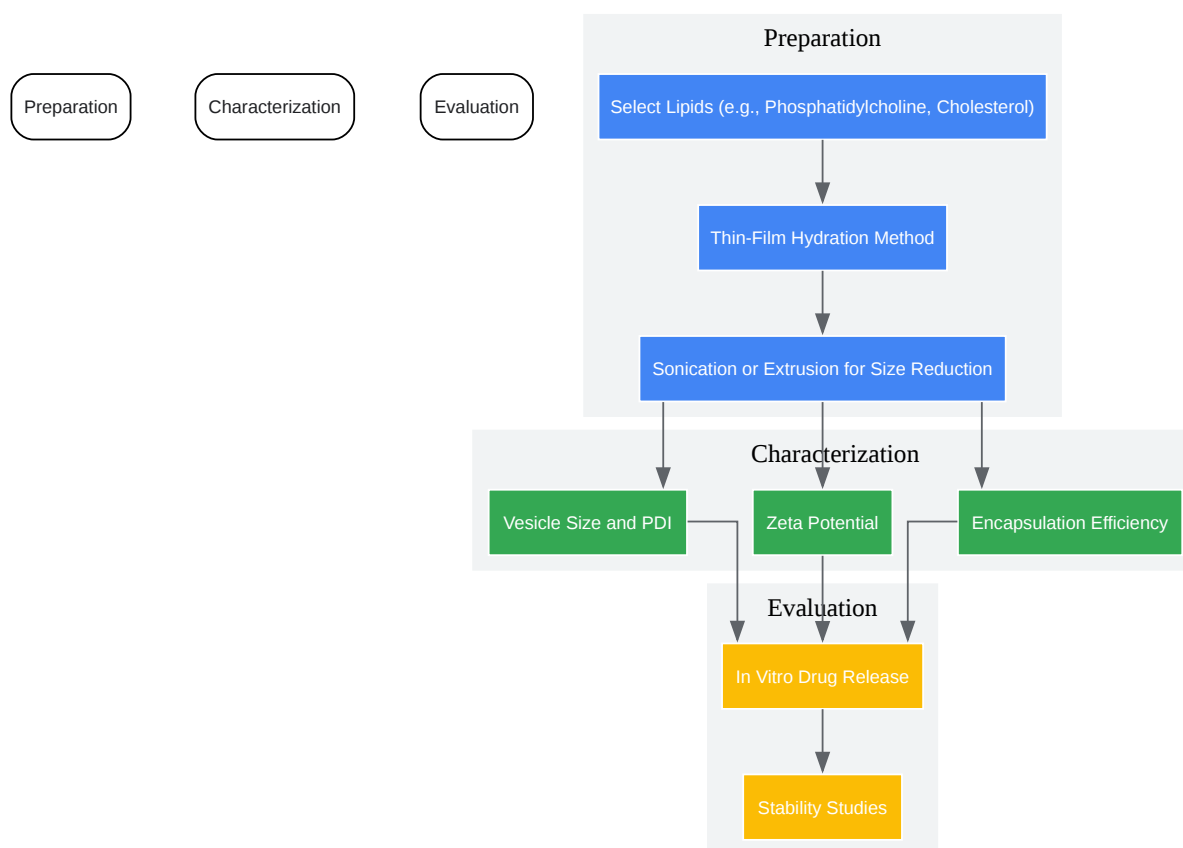 Preparation
Preparation
Characterization
Evaluation
Select Lipids (e.g., Phosphatidylcholine, Cholesterol)
Thin-Film Hydration Method
Sonication or Extrusion for Size Reduction
Characterization
Vesicle Size and PDI
Zeta Potential
Encapsulation Efficiency
Evaluation
In Vitro Drug Release
Stability Studies